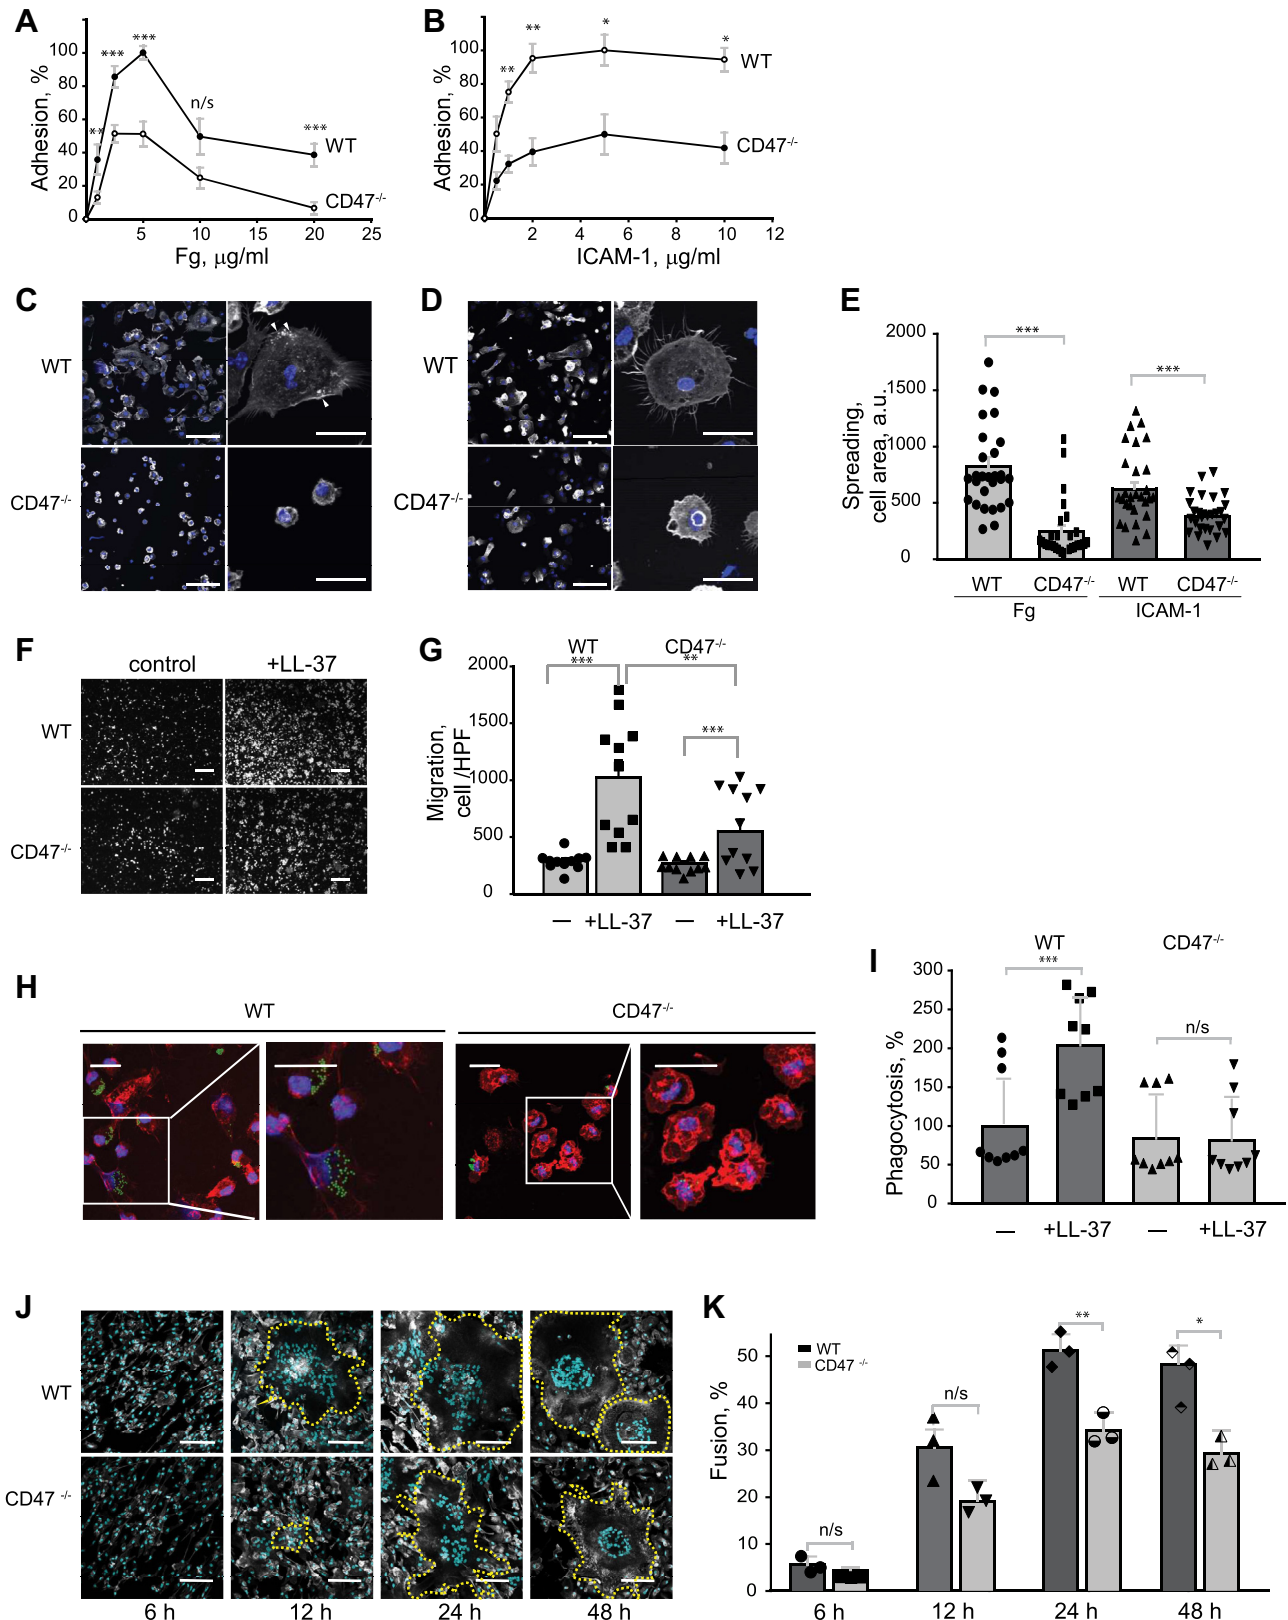 A
Adhesion, %
100
80
60
40
20
0
**
***
***
n/s
***
WT
CD47-/-
5
10
15
20
25
Fg, μg/ml
B
Adhesion, %
100
80
60
40
20
0
**
**
*
*
WT
CD47-/-
2
4
6
8
10
12
ICAM-1, μg/ml
C
WT
CD47-/-
D
WT
CD47-/-
E
Spreading,
cell area, a.u.
2000
1500
1000
500
0
***
***
WT CD47-/- WT CD47-/-
Fg ICAM-1
F
control +LL-37
WT
CD47-/-
G
WT CD47-/-
*** **
***
Migration,
cell /HPF
2000
1500
1000
500
0
— +LL-37 — +LL-37
H
WT CD47-/-
I
WT CD47-/-
***
n/s
Phagocytosis, %
300
250
200
150
100
50
0
— +LL-37 — +LL-37
J
WT
CD47 -/-
6 h 12 h 24 h 48 h
K
WT
CD47 -/-
Fusion, %
50
40
30
20
10
0
n/s
n/s
**
*
6 h 12 h 24 h 48 h